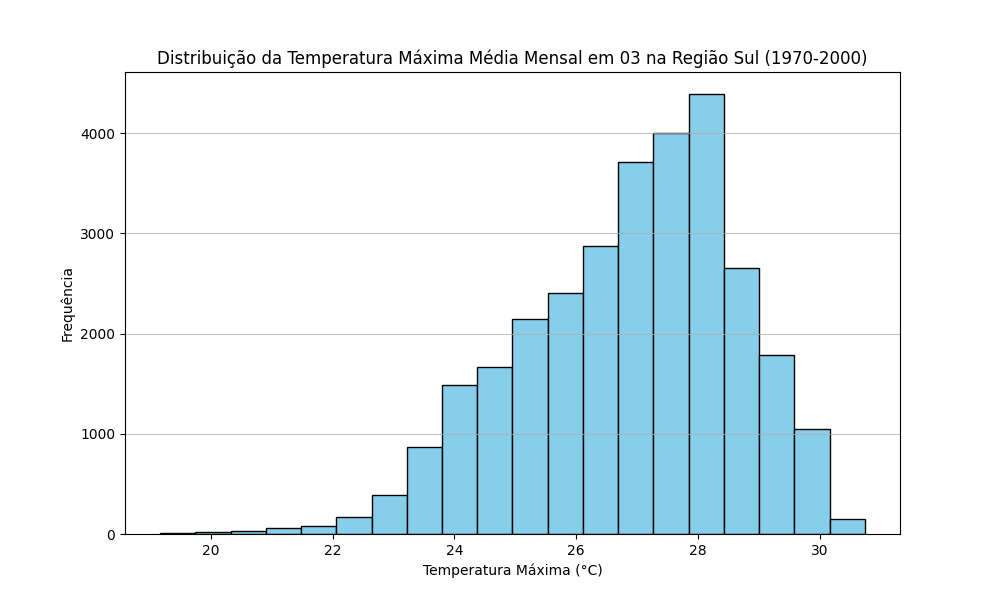 Distribuição da Temperatura Máxima Média Mensal em 03 na Região Sul (1970-2000)
4000
3000
2000
1000
0
Frequência
20 22 24 26 28 30
Temperatura Máxima (°C)